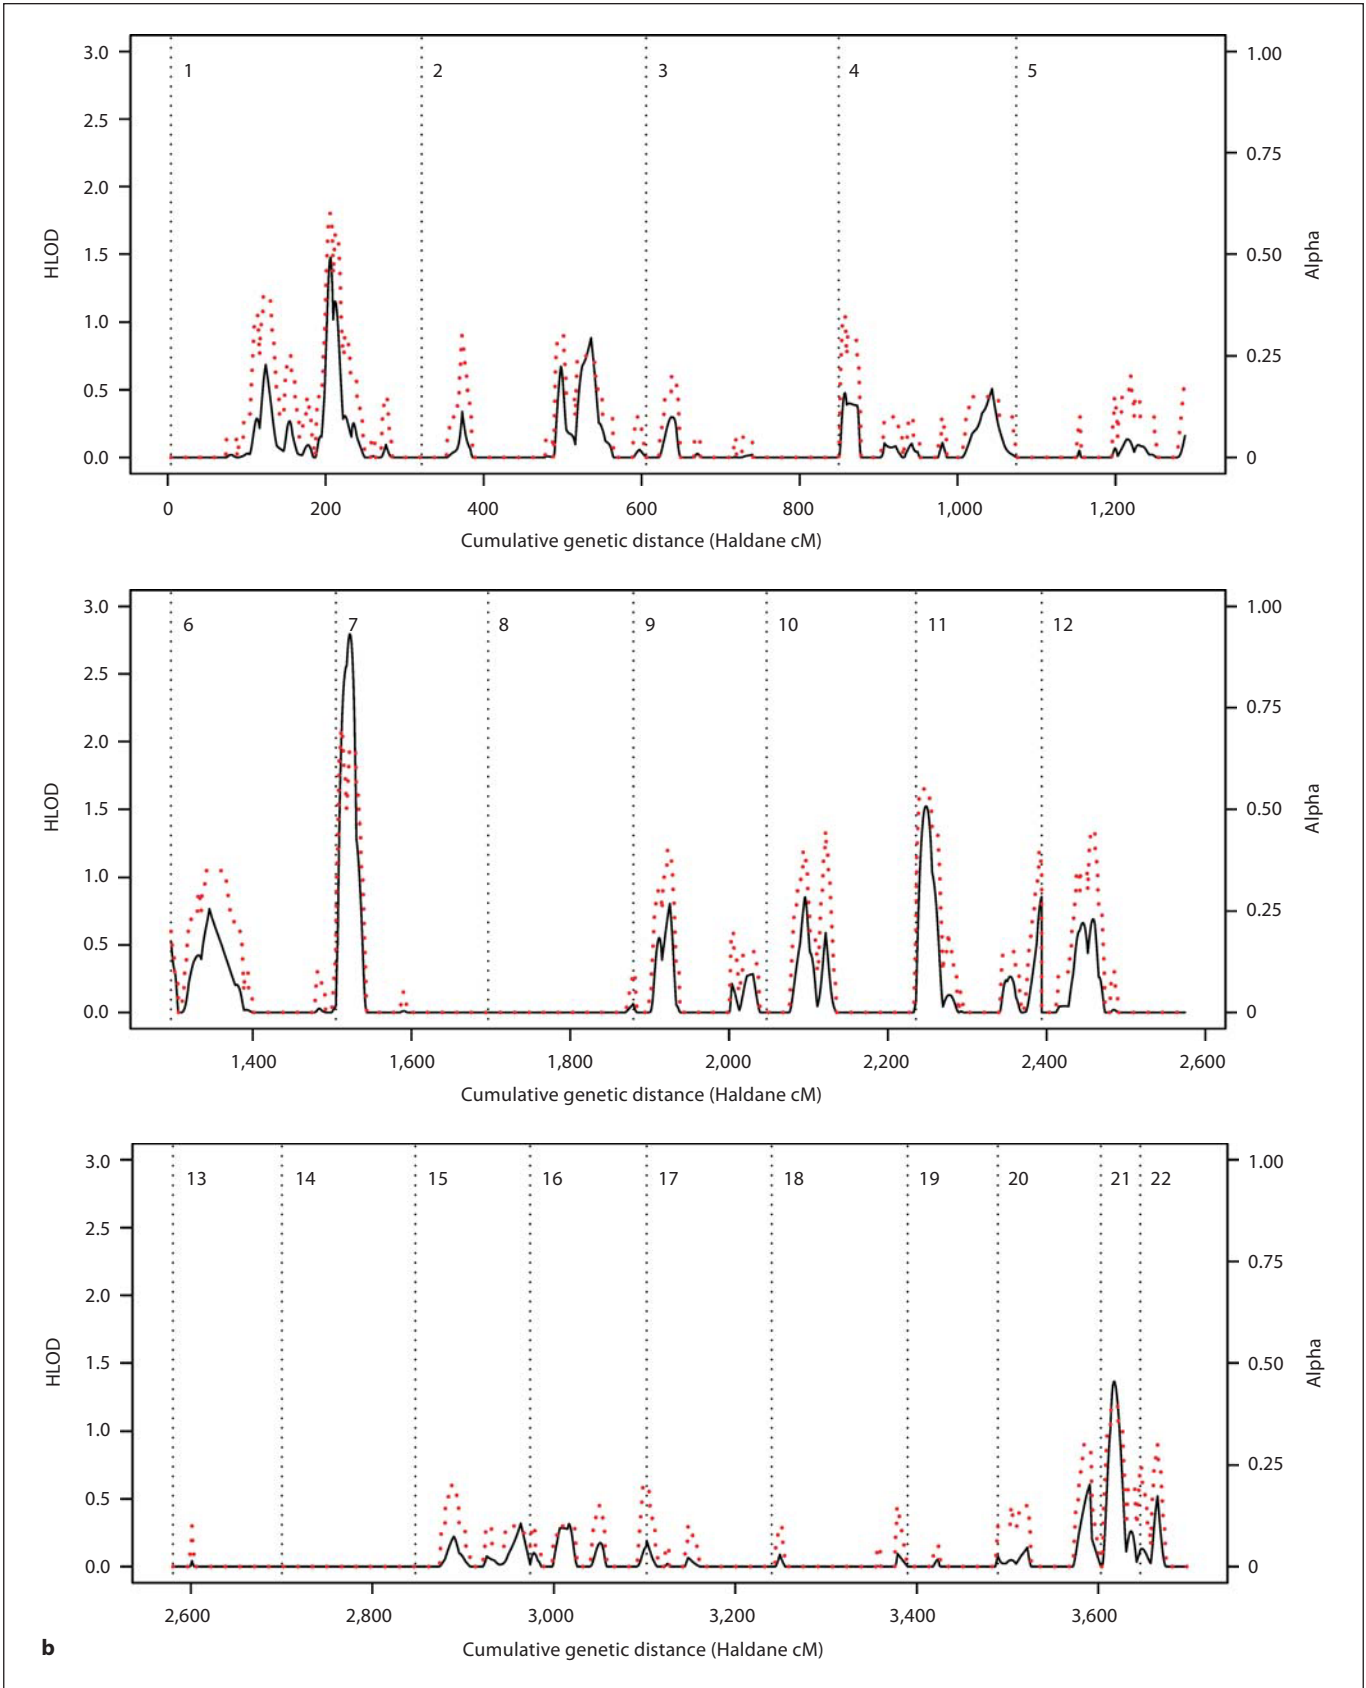 3.0 1.00
1 2 3 4 5
2.5
0.75
2.0
HLOD 1.5 0.50 Alpha
1.0
0.25
0.5
0.0 0
0 200 400 600 800 1,000 1,200
Cumulative genetic distance (Haldane cM)
3.0 1.00
6 7 8 9 10 11 12
2.5
0.75
2.0
HLOD 1.5 0.50 Alpha
1.0
0.25
0.5
0.0 0
1,400 1,600 1,800 2,000 2,200 2,400 2,600
Cumulative genetic distance (Haldane cM)
3.0 1.00
13 14 15 16 17 18 19 20 21 22
2.5
0.75
2.0
HLOD 1.5 0.50 Alpha
1.0
0.25
0.5
0.0 0
2,600 2,800 3,000 3,200 3,400 3,600
b Cumulative genetic distance (Haldane cM)